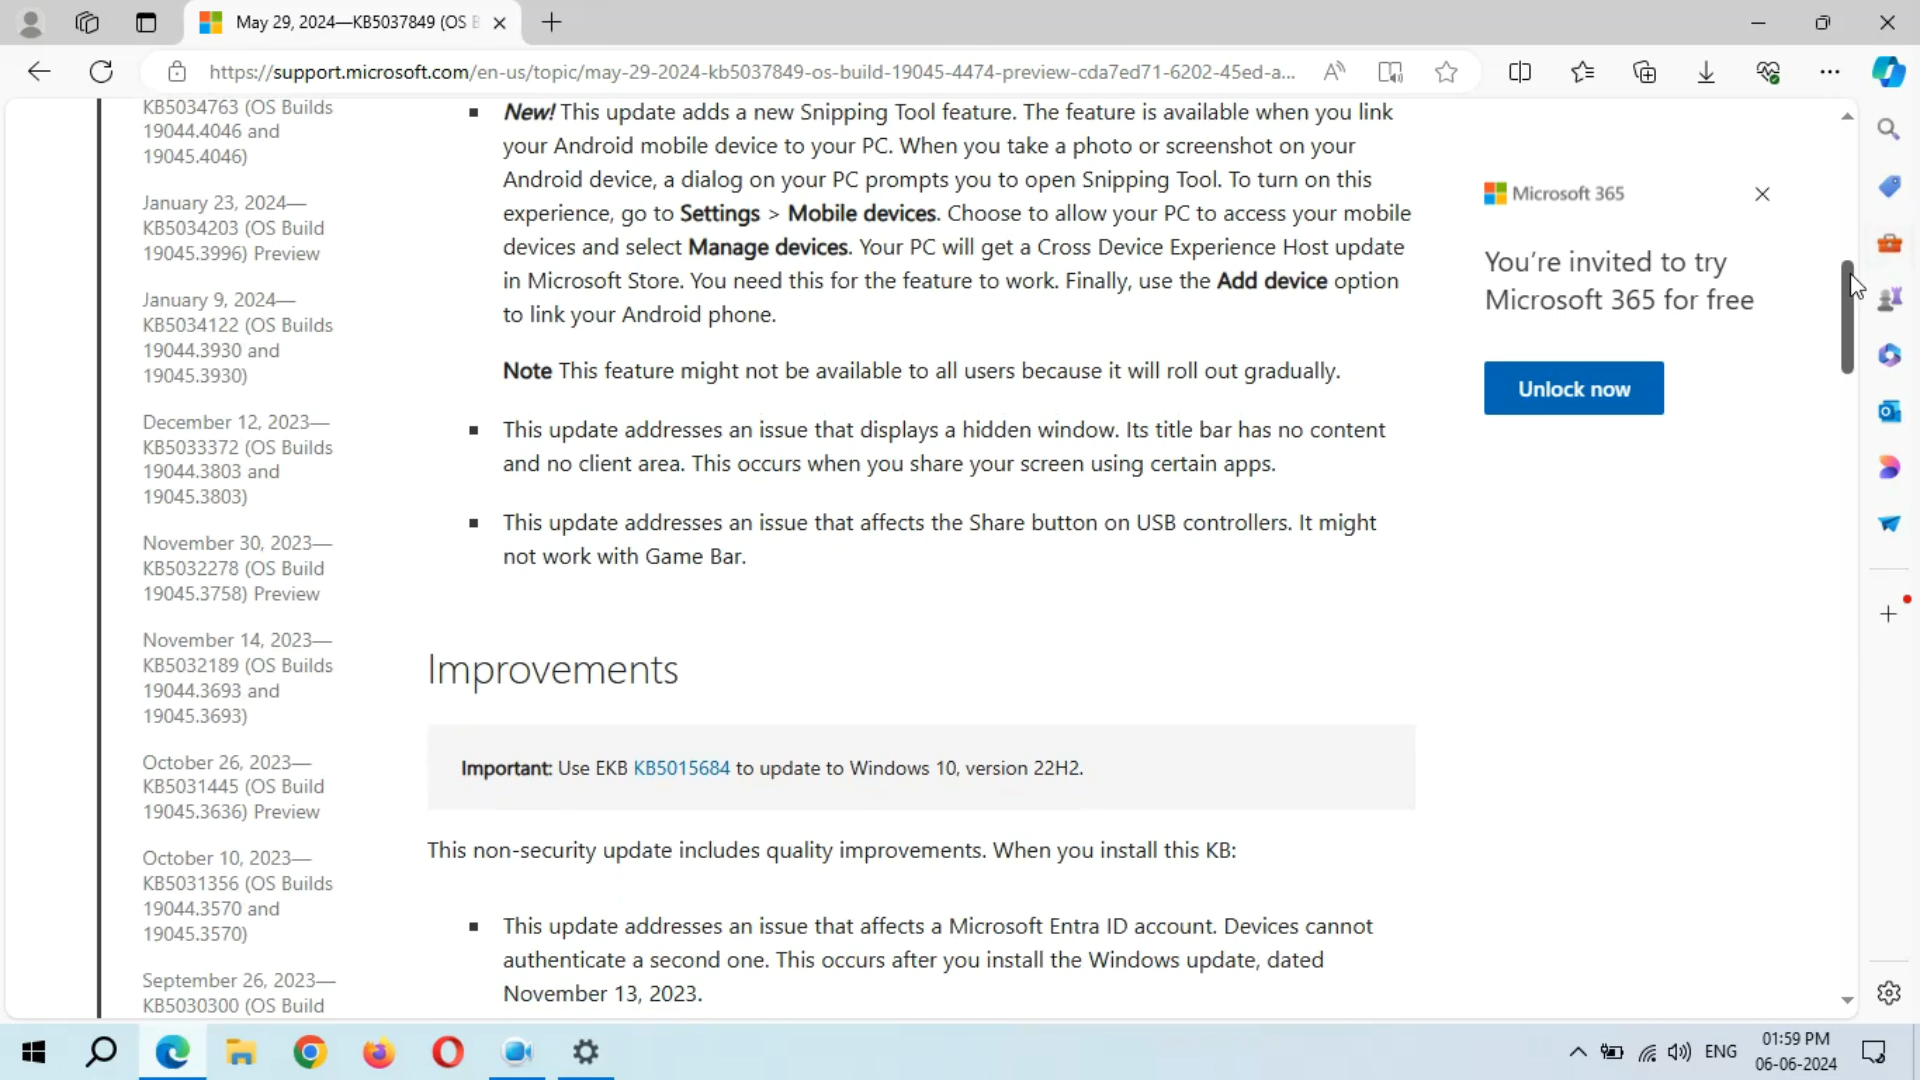 May 29, 2024—KB5037849 (OS B
https://support.microsoft.com/en-us/topic/may-29-2024-kb5037849-os-build-19045-4474-preview-cda7ed71-6202-45ed-a...
KB5034763 (OS Builds
19044.4046 and
19045.4046)
January 23, 2024—
KB5034203 (OS Build
19045.3996) Preview
January 9, 2024—
KB5034122 (OS Builds
19044.3930 and
19045.3930)
December 12, 2023—
KB5033372 (OS Builds
19044.3803 and
19045.3803)
November 30, 2023—
KB5032278 (OS Build
19045.3758) Preview
November 14, 2023—
KB5032189 (OS Builds
19044.3693 and
19045.3693)
October 26, 2023—
KB5031445 (OS Build
19045.3636) Preview
October 10, 2023—
KB5031356 (OS Builds
19044.3570 and
19045.3570)
September 26, 2023—
KB5030300 (OS Build
New! This update adds a new Snipping Tool feature. The feature is available when you link
your Android mobile device to your PC. When you take a photo or screenshot on your
Android device, a dialog on your PC prompts you to open Snipping Tool. To turn on this
experience, go to Settings > Mobile devices. Choose to allow your PC to access your mobile
devices and select Manage devices. Your PC will get a Cross Device Experience Host update
in Microsoft Store. You need this for the feature to work. Finally, use the Add device option
to link your Android phone.
Note This feature might not be available to all users because it will roll out gradually.
This update addresses an issue that displays a hidden window. Its title bar has no content
and no client area. This occurs when you share your screen using certain apps.
This update addresses an issue that affects the Share button on USB controllers. It might
not work with Game Bar.
Improvements
Important: Use EKB KB5015684 to update to Windows 10, version 22H2.
This non-security update includes quality improvements. When you install this KB:
This update addresses an issue that affects a Microsoft Entra ID account. Devices cannot
authenticate a second one. This occurs after you install the Windows update, dated
November 13, 2023.
Microsoft 365
You're invited to try
Microsoft 365 for free
Unlock now
ENG
01:59 PM
06-06-2024